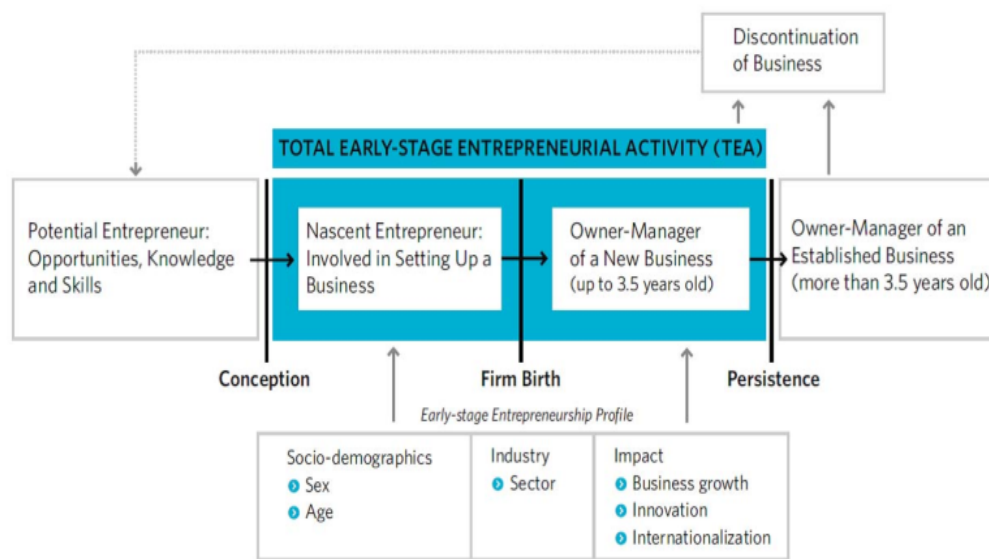 Discontinuation
of Business
TOTAL EARLY-STAGE ENTREPRENEURIAL ACTIVITY (TEA)
Potential Entrepreneur:
Opportunities, Knowledge
and Skills
Nascent Entrepreneur:
Involved in Setting Up a
Business
Owner-Manager
of a New Business
(up to 3.5 years old)
Owner-Manager of an
Established Business
(more than 3.5 years old)
Conception
Firm Birth
Persistence
Early-stage Entrepreneurship Profile
Socio-demographics
Sex
Age
Industry
Sector
Impact
Business growth
Innovation
Internationalization